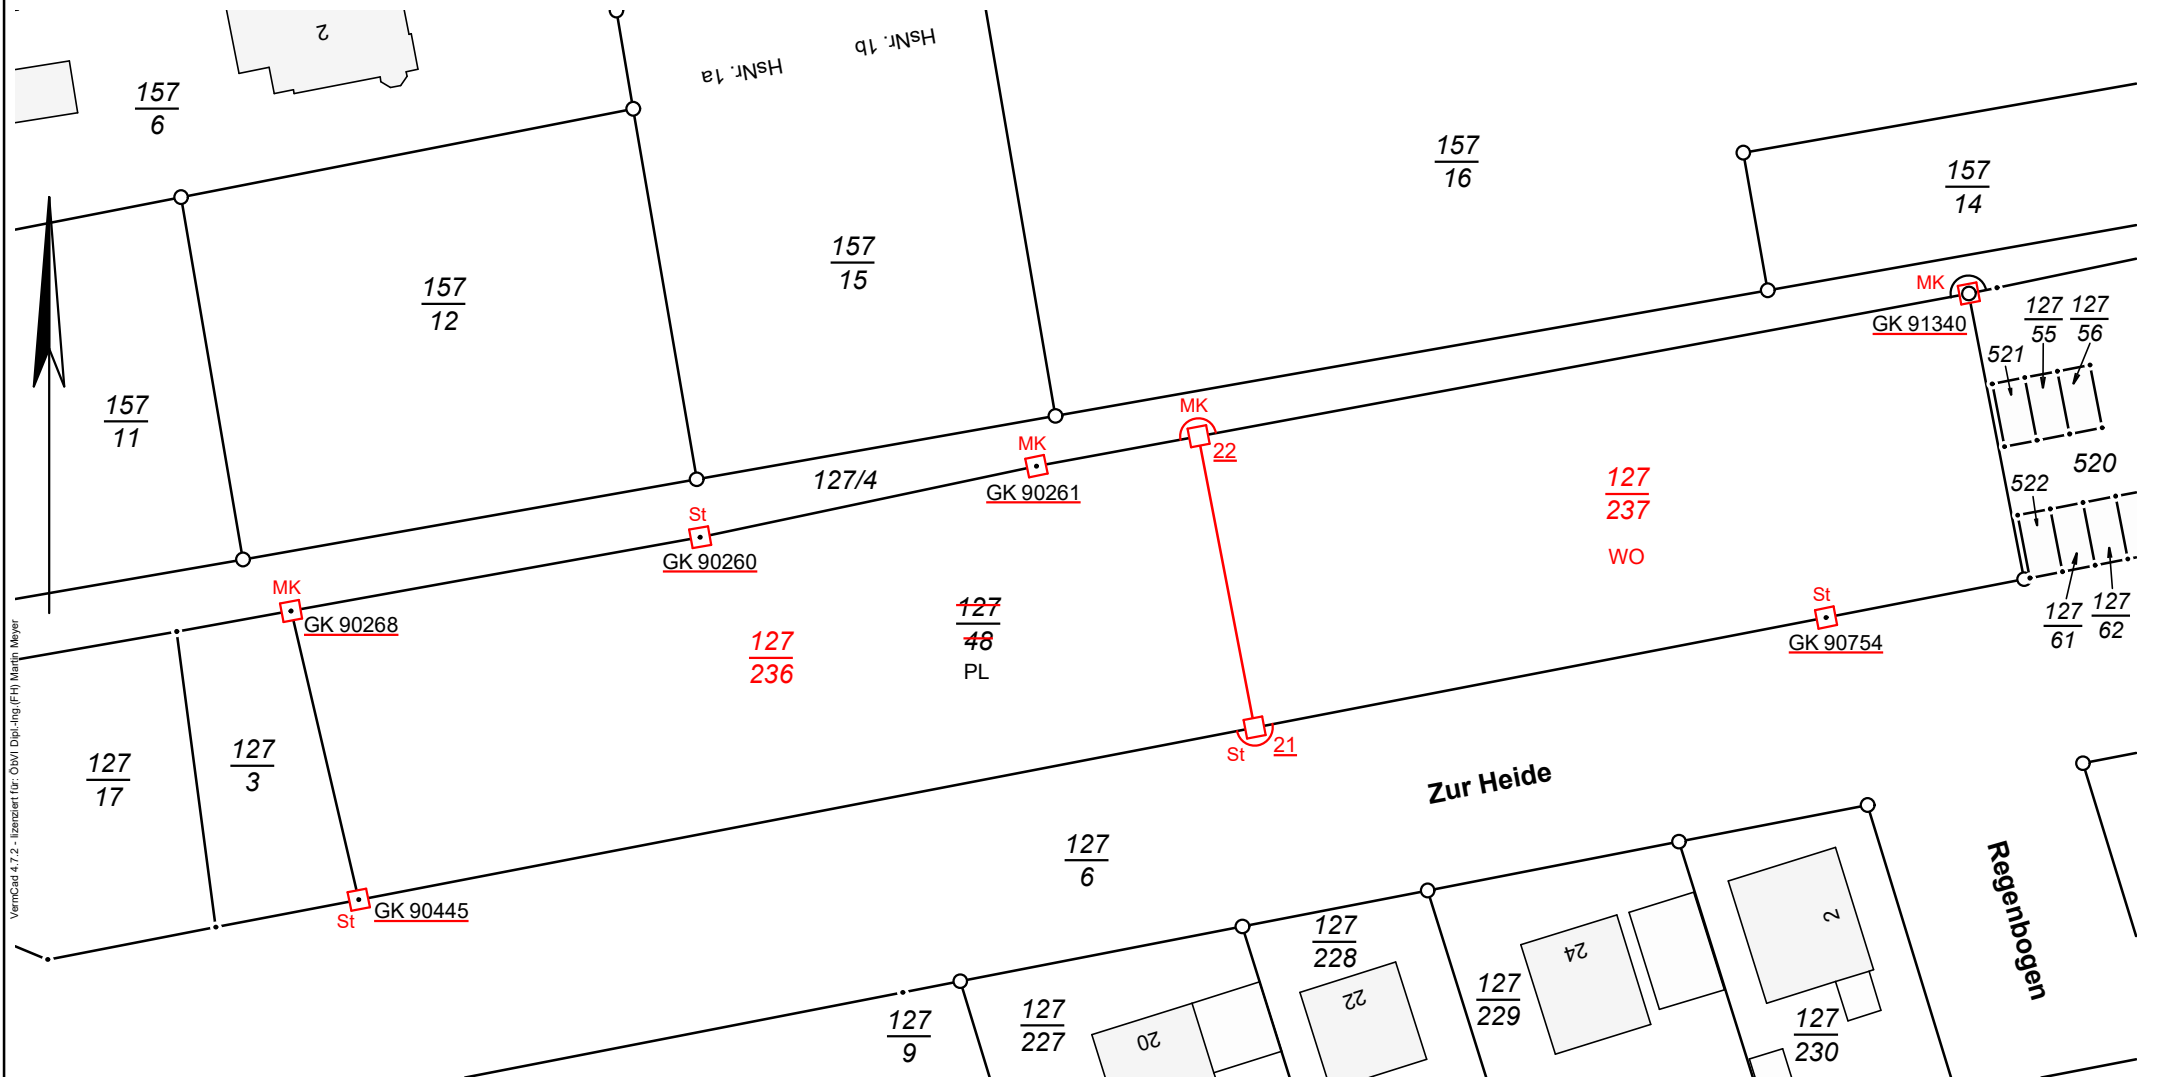 2
HsNr. 1b
HsNr. 1a
157
6
157
16
157
14
157
15
157
12
MK
GK 91340
127
55
127
56
521
157
11
MK
22
MK
GK 90261
127/4
520
522
127
237
WO
St
GK 90260
MK
GK 90268
127
48
PL
127
236
St
GK 90754
127
61
127
62
127
3
127
17
St
21
Zur Heide
127
6
Regenbogen
St
GK 90445
127
228
24
2
22
127
229
127
9
127
227
20
127
230
VermCad 4.7.2 - lizenziert für: ÖbVI Dipl.-Ing.(FH) Martin Meyer